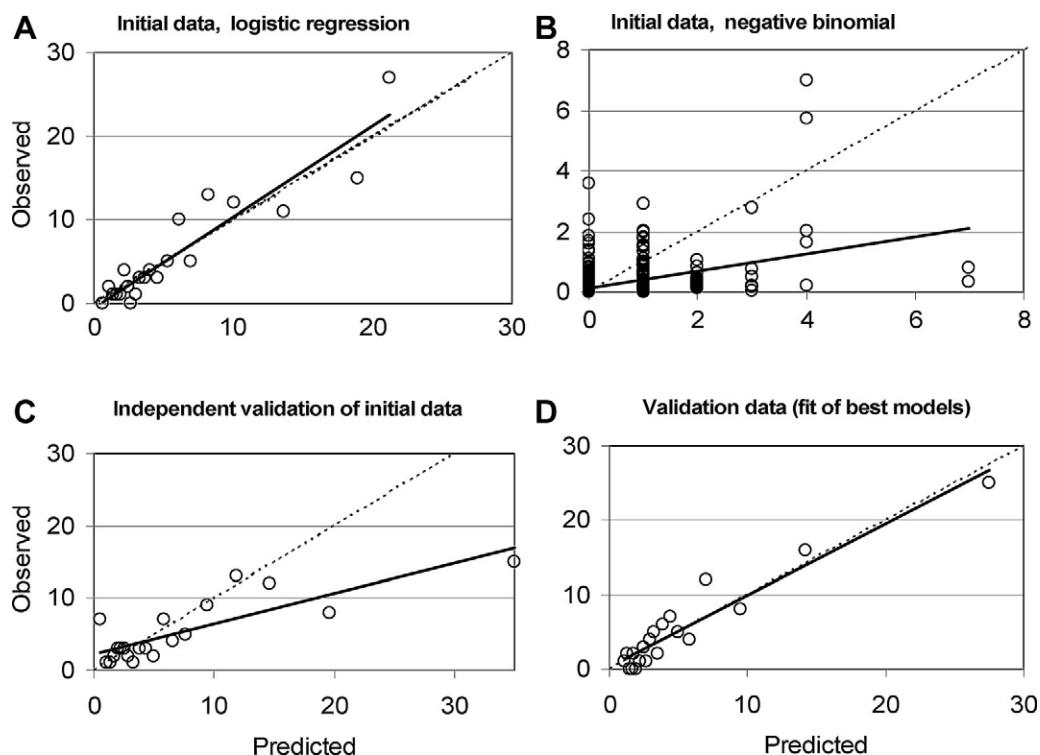 A Initial data, logistic regression
30
20
10
0
0 10 20 30
Observed
B Initial data, negative binomial
8
6
4
2
0
0 2 4 6 8
C Independent validation of initial data
30
20
10
0
0 10 20 30
Observed
Predicted
D Validation data (fit of best models)
30
20
10
0
0 10 20 30
Predicted